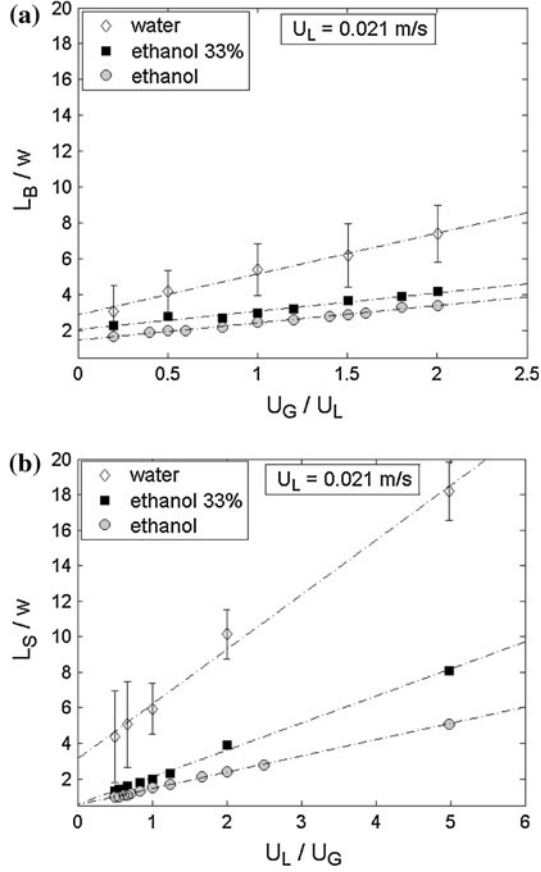 (a)
20
18
16
14
12
10
8
6
4
2
L_B / w
water
ethanol 33%
ethanol
U_L = 0.021 m/s
0 0.5 1 1.5 2 2.5
U_G / U_L
(b)
20
18
16
14
12
10
8
6
4
2
L_S / w
water
ethanol 33%
ethanol
U_L = 0.021 m/s
0 1 2 3 4 5 6
U_L / U_G